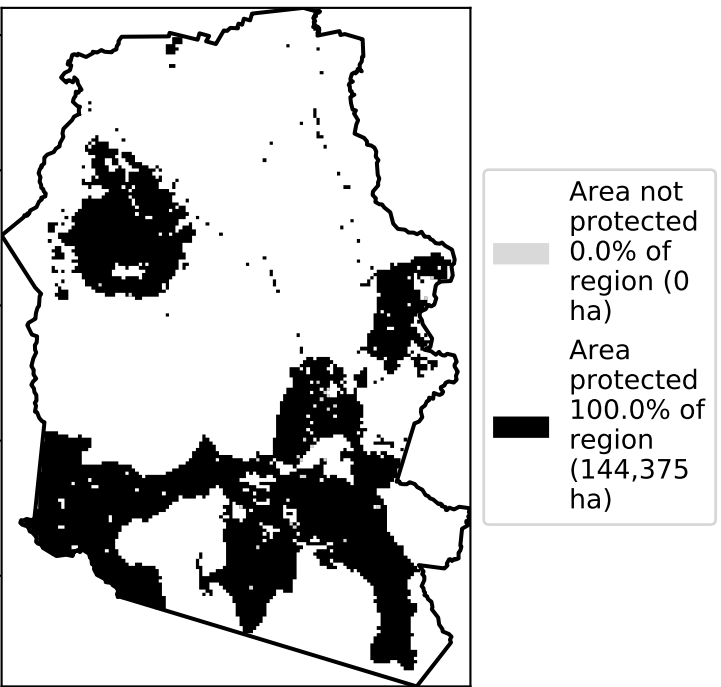 Area not
protected
0.0% of
region (0
ha)
Area
protected
100.0% of
region
(144,375
ha)